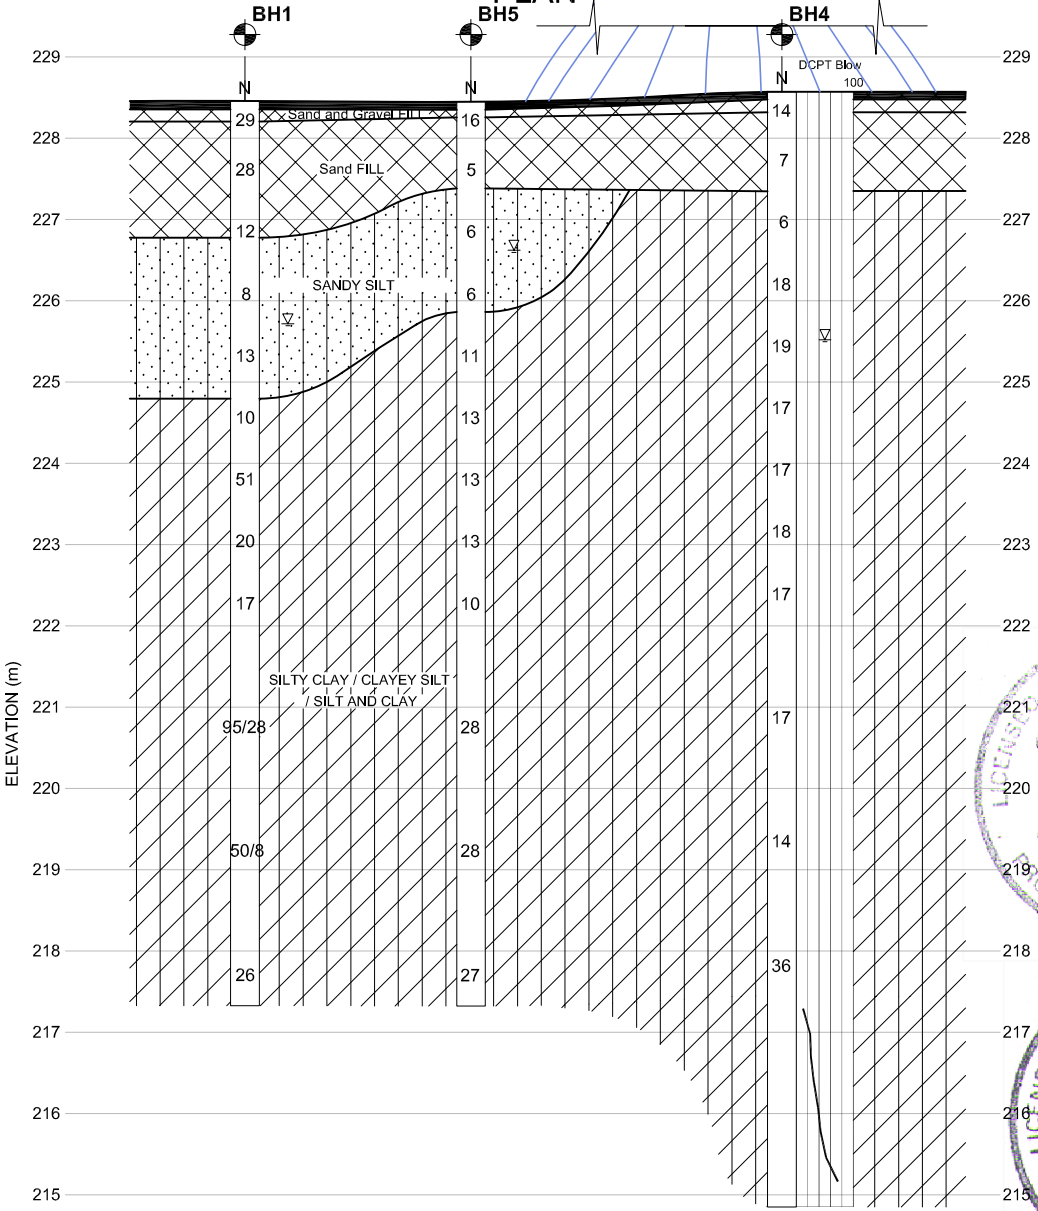 BH1 BH5 BH4
229 229
DCPT Blow
N N N 100
29 Sand and Gravel FILL 16 14
228 228
28 Sand FILL 5 7
227 6 227
12 6
SANDY SILT 18
8 6
226 226
13 11 19
225 225
10 13 17
224 224
51 13 17
20 13 18
223 223
17 10 17
222 222
SILTY CLAY / CLAYEY SILT
/ SILT AND CLAY
221 221
95/28 28 17
ELEVATION (m)
220 220
50/8 28 14
219 219
218 218
26 27 36
217 217
216 216
215 215